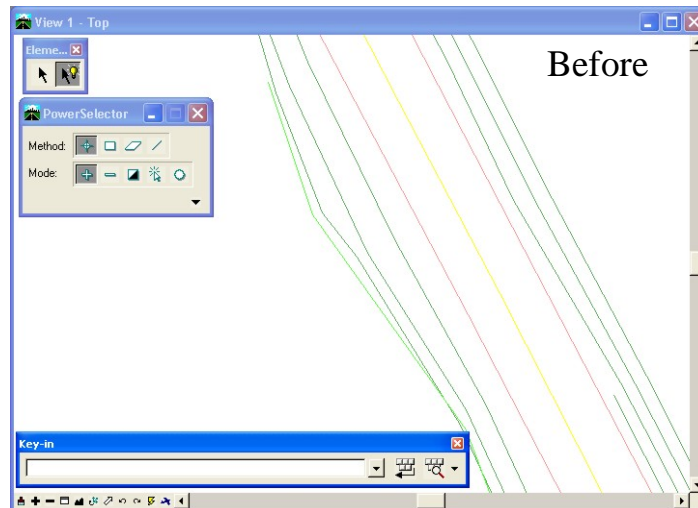 View 1 - Top
Before
Eleme...
PowerSelector
Method:
Mode:
Key-in